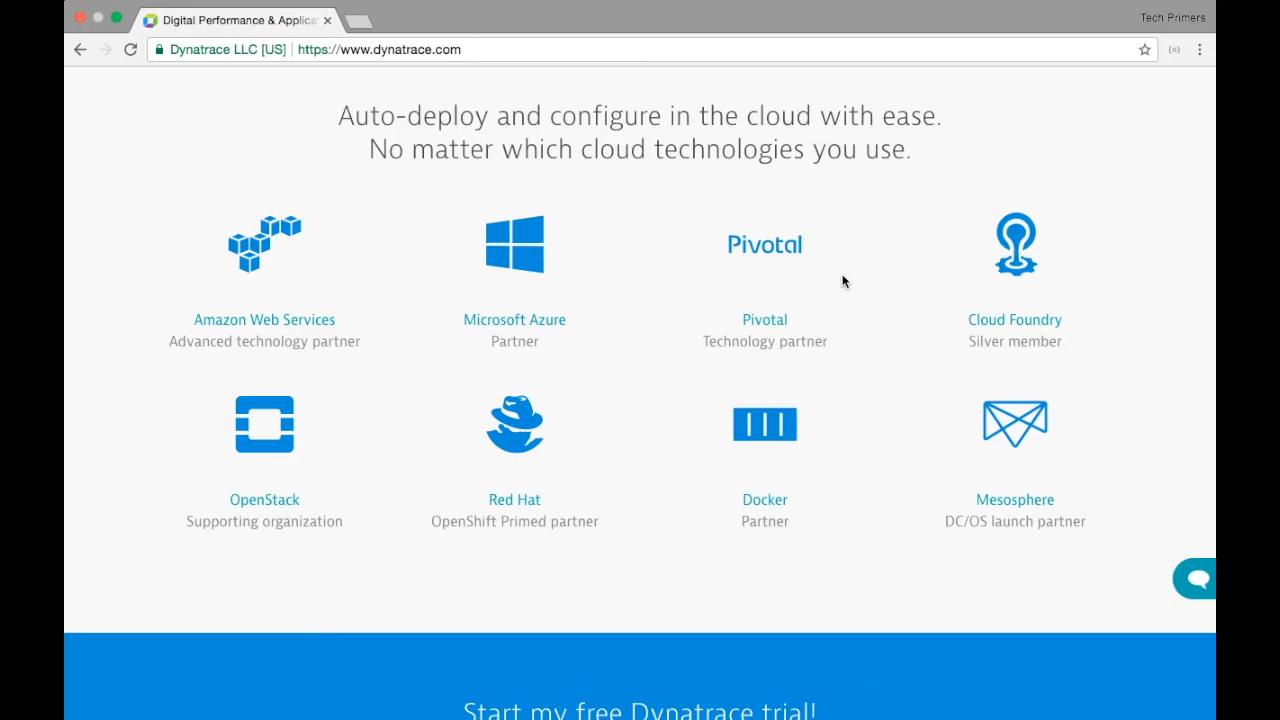 Digital Performance & Applica
Tech Primers
Dynatrace LLC [US] https://www.dynatrace.com
Auto-deploy and configure in the cloud with ease.
No matter which cloud technologies you use.
Pivotal
Amazon Web Services Microsoft Azure Pivotal Cloud Foundry
Advanced technology partner Partner Technology partner Silver member
OpenStack Red Hat Docker Mesosphere
Supporting organization OpenShift Primed partner Partner DC/OS launch partner
Start my free Dynatrace trial!